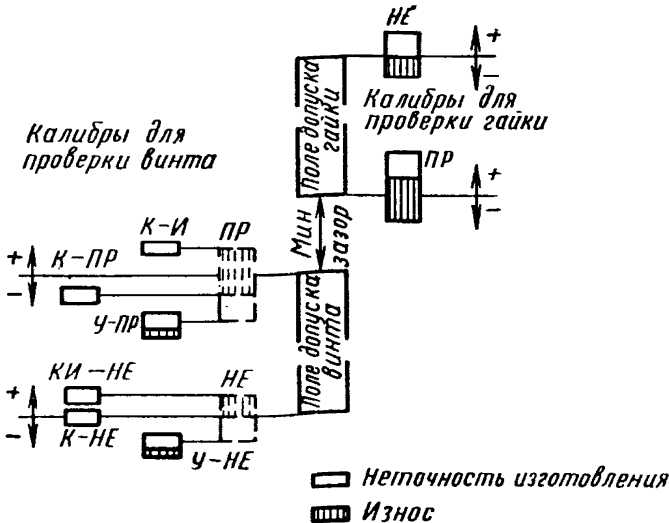 НЕ
+
−
Поле допуска
гайки
Калибры для
проверки гайки
ПР
+
−
Калибры для
проверки винта
К-И
ПР
Мин
зазор
+
К-ПР
−
У-ПР
Поле допуска
винта
КИ-НЕ
НЕ
+
−
К-НЕ
У-НЕ
Неточность изготовления
Износ